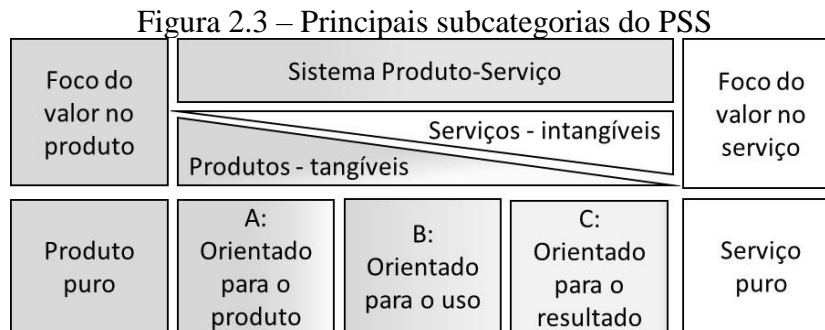 Figura 2.3 – Principais subcategorias do PSS
Foco do
valor no
produto
Sistema Produto-Serviço
Serviços - intangíveis
Produtos - tangíveis
Foco do
valor no
serviço
Produto
puro
A:
Orientado
para o
produto
B:
Orientado
para o uso
C:
Orientado
para o
resultado
Serviço
puro